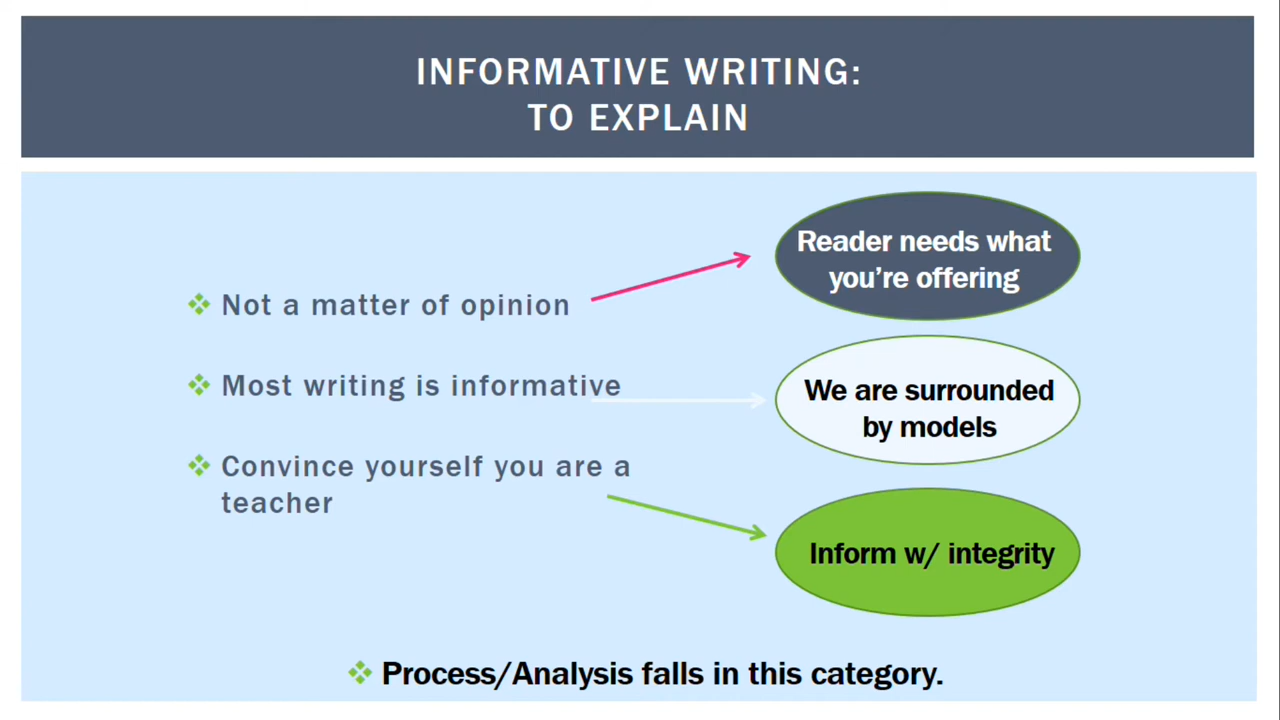 INFORMATIVE WRITING:
TO EXPLAIN
Not a matter of opinion
Reader needs what
you're offering
Most writing is informative
We are surrounded
by models
Convince yourself you are a
teacher
Inform w/ integrity
Process/Analysis falls in this category.